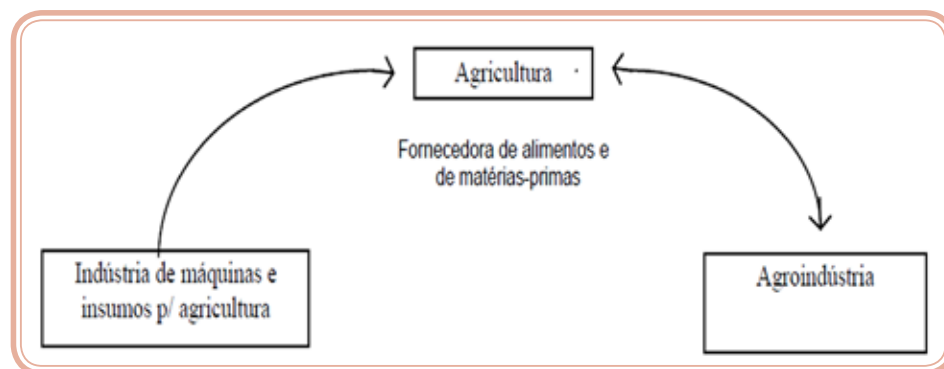 Agricultura
Fornecedora de alimentos e
de matérias-primas
Indústria de máquinas e
insumos p/ agricultura
Agroindústria